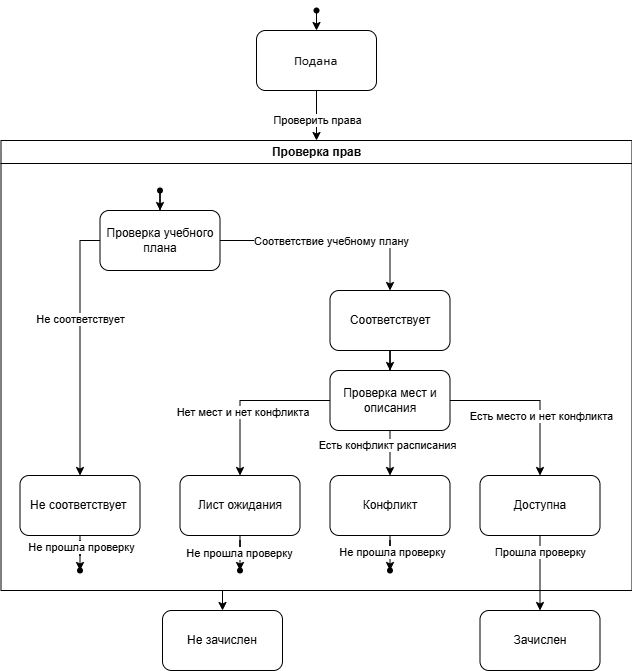 Подана
Проверить права
Проверка прав
Проверка учебного
плана
Соответствие учебному плану
Не соответствует
Соответствует
Проверка мест и
описания
Нет мест и нет конфликта
Есть место и нет конфликта
Есть конфликт расписания
Не соответствует
Лист ожидания
Конфликт
Доступна
Не прошла проверку
Не прошла проверку
Не прошла проверку
Прошла проверку
Не зачислен
Зачислен